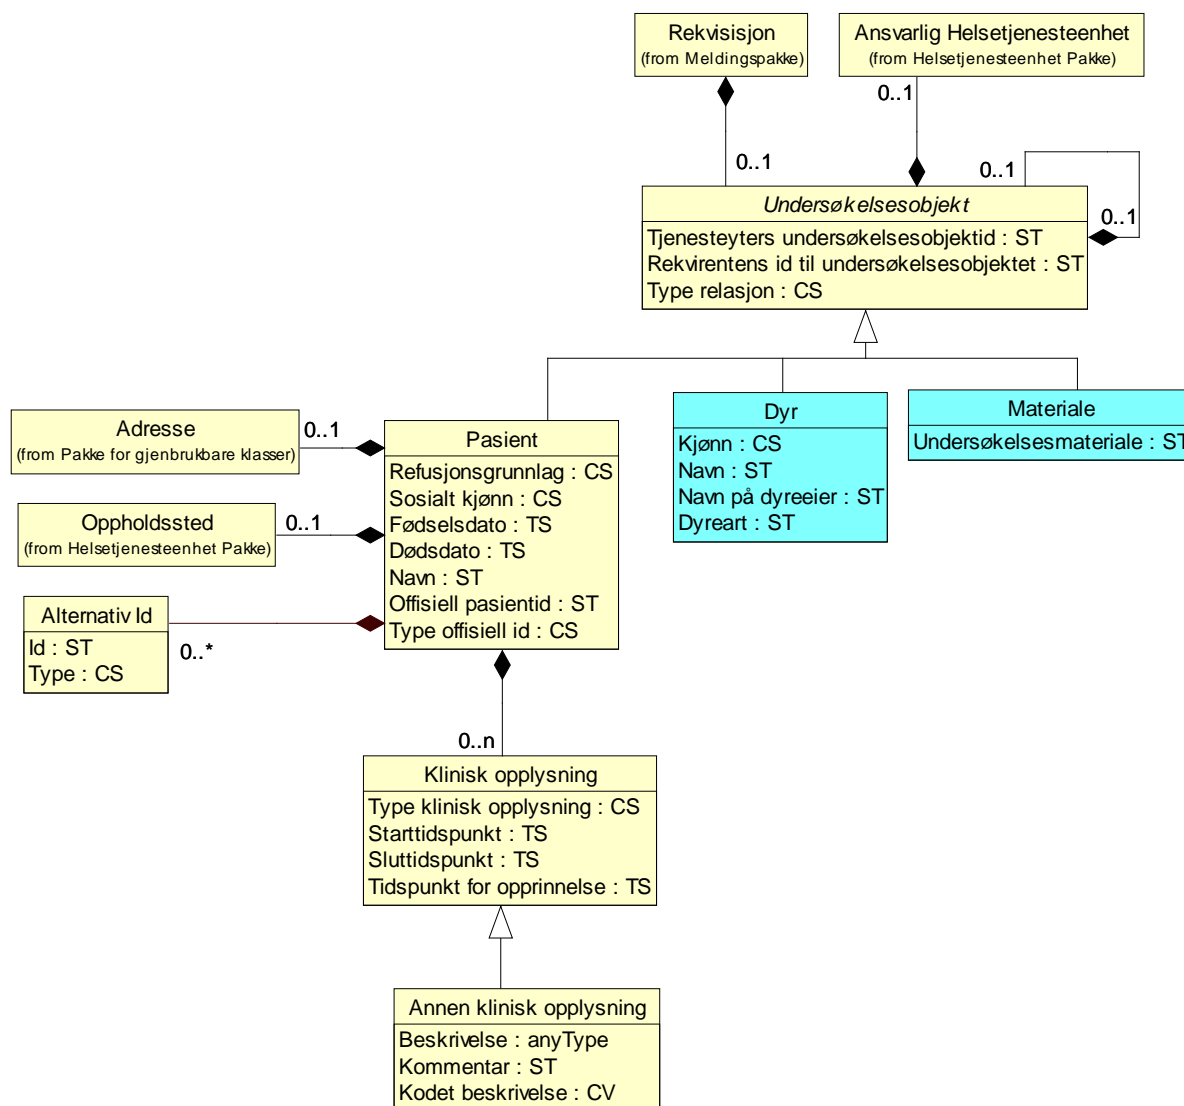 Rekvisisjon
(from Meldingspakke)
Ansvarlig Helsetjenesteenhet
(from Helsetjenesteenhet Pakke)
0..1
0..1
0..1
0..1
Undersøkelsesobjekt
Tjenesteyters undersøkelsesobjektid : ST
Rekvirentens id til undersøkelsesobjektet : ST
Type relasjon : CS
Adresse
(from Pakke for gjenbrukbare klasser)
0..1
Oppholdssted
(from Helsetjenesteenhet Pakke)
0..1
Alternativ Id
Id : ST
Type : CS
0..*
Pasient
Refusjonsgrunnlag : CS
Sosialt kjønn : CS
Fødselsdato : TS
Dødsdato : TS
Navn : ST
Offisiell pasientid : ST
Type offisiell id : CS
Dyr
Kjønn : CS
Navn : ST
Navn på dyreeier : ST
Dyreart : ST
Materiale
Undersøkelsesmateriale : ST
0..n
Klinisk opplysning
Type klinisk opplysning : CS
Starttidspunkt : TS
Sluttidspunkt : TS
Tidspunkt for opprinnelse : TS
Annen klinisk opplysning
Beskrivelse : anyType
Kommentar : ST
Kodet beskrivelse : CV